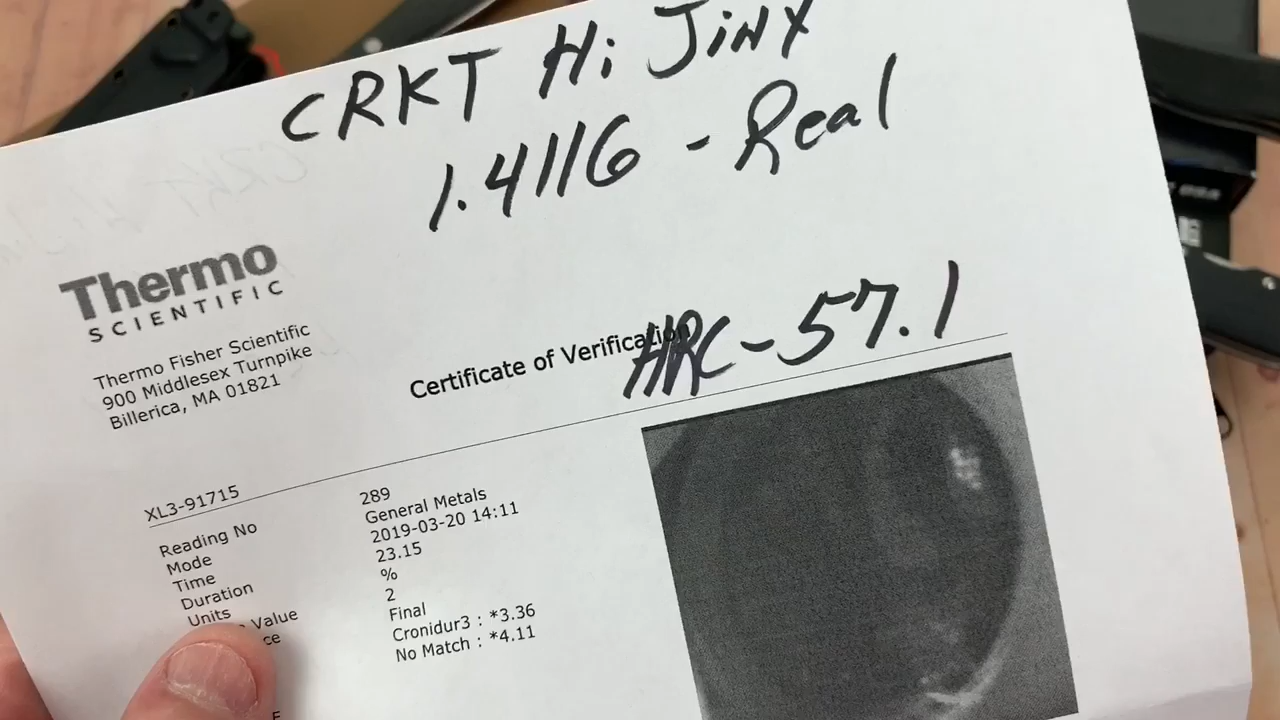 CRKT Hi Jinx
1.4116 - Real
Thermo
SCIENTIFIC
Thermo Fisher Scientific
900 Middlesex Turnpike
Billerica, MA 01821
Certificate of Verification
HRC - 57.1
XL3-91715
Reading No 289
Mode General Metals
Time 2019-03-20 14:11
Duration 23.15
Units %
Value 2
ce Final
Cronidur3 : *3.36
No Match : *4.11